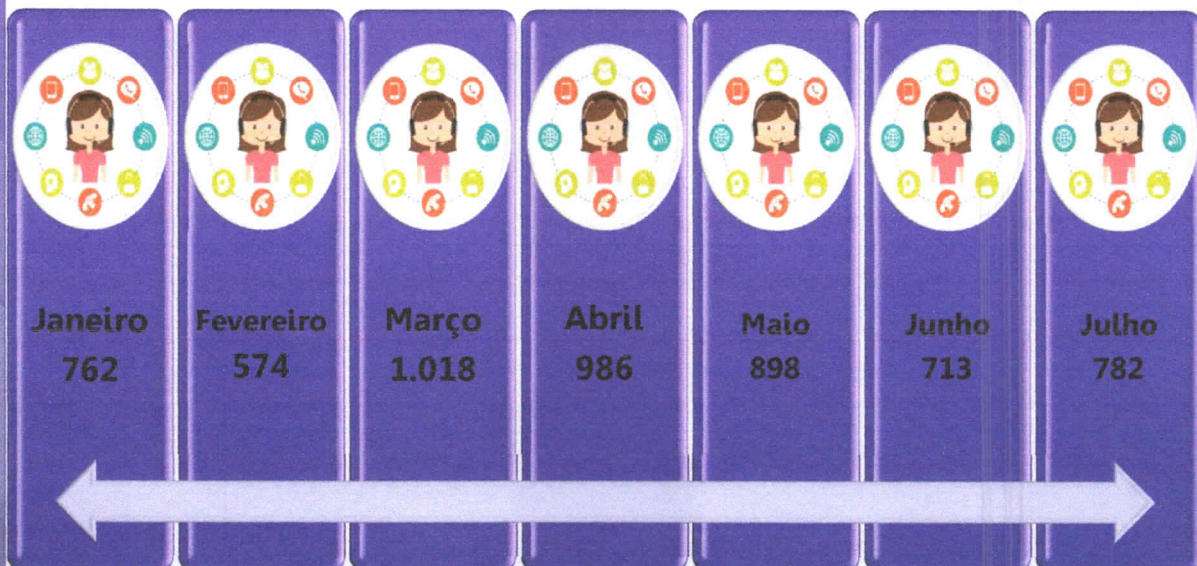 Janeiro
762
Fevereiro
574
Março
1.018
Abril
986
Maio
898
Junho
713
Julho
782